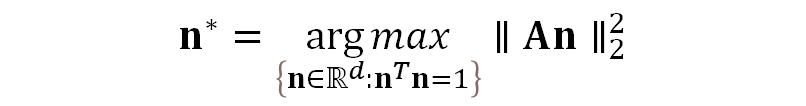 n* = arg max ‖ An ‖₂²
{n∈ℝᵈ:nᵀn=1}